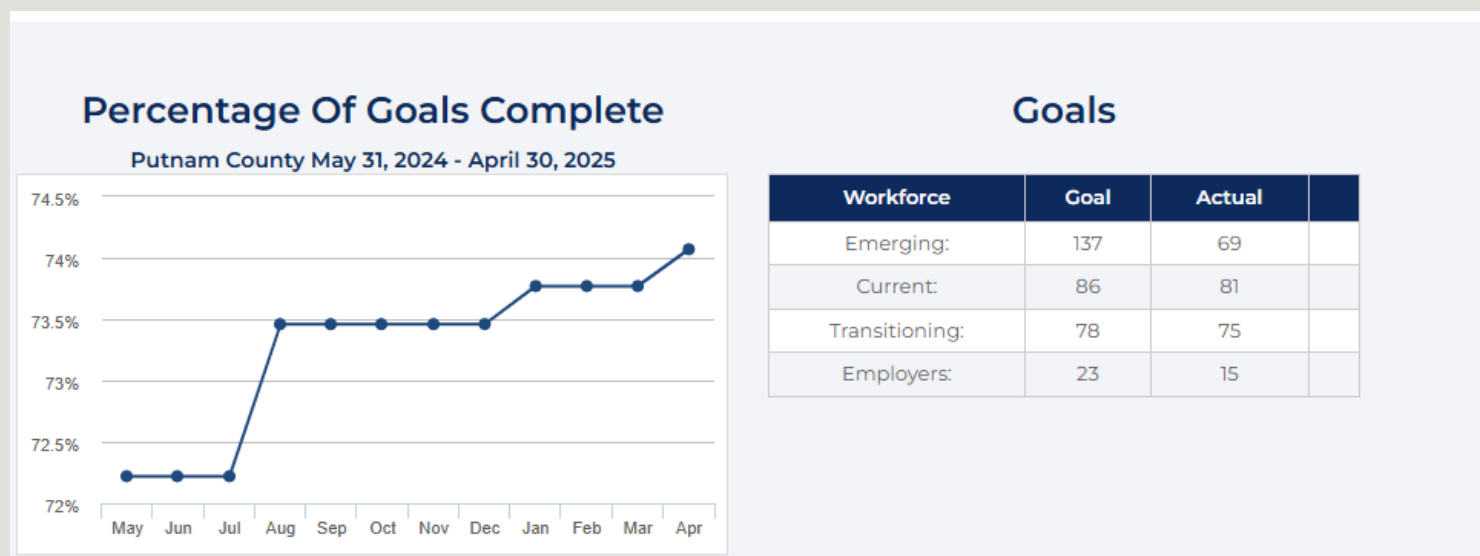 Percentage Of Goals Complete
Putnam County May 31, 2024 - April 30, 2025
74.5%
74%
73.5%
73%
72.5%
72%
May Jun Jul Aug Sep Oct Nov Dec Jan Feb Mar Apr
Goals
Workforce Goal Actual
Emerging: 137 69
Current: 86 81
Transitioning: 78 75
Employers: 23 15